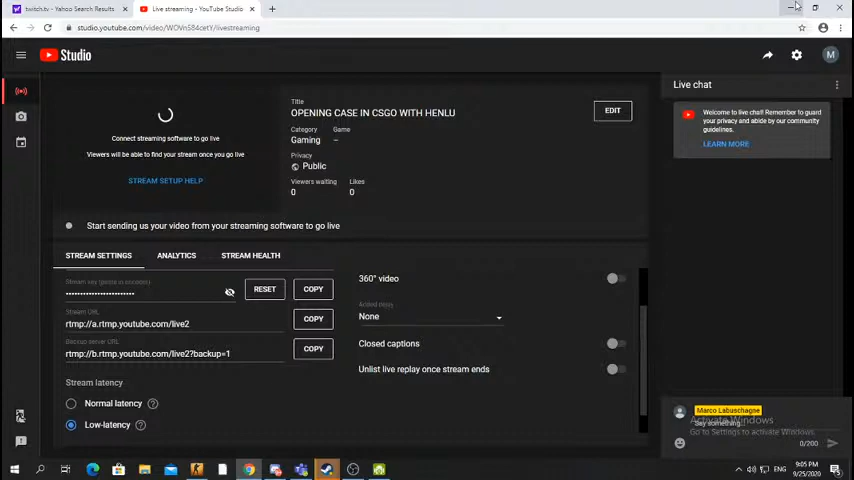 twitch.tv - Yahoo Search Results
Live streaming - YouTube Studio
studio.youtube.com/video/WOVn584cetY/livestreaming
Studio
M
Connect streaming software to go live
Viewers will be able to find your stream once you go live
STREAM SETUP HELP
Title
OPENING CASE IN CSGO WITH HENLU
EDIT
Category
Game
Gaming
–
Privacy
Public
Viewers waiting
Likes
0
0
Start sending us your video from your streaming software to go live
STREAM SETTINGS
ANALYTICS
STREAM HEALTH
Stream key (paste in encoder)
RESET
COPY
Stream URL
rtmp://a.rtmp.youtube.com/live2
COPY
Backup server URL
rtmp://b.rtmp.youtube.com/live2?backup=1
COPY
Stream latency
Normal latency
Low-latency
360° video
Added delay
None
Closed captions
Unlist live replay once stream ends
Live chat
Welcome to live chat! Remember to guard
your privacy and abide by our community
guidelines.
LEARN MORE
Marco Labuschagne
Say something...
Activate Windows
Go to Settings to activate Windows.
0/200
ENG
9:05 PM
9/25/2020